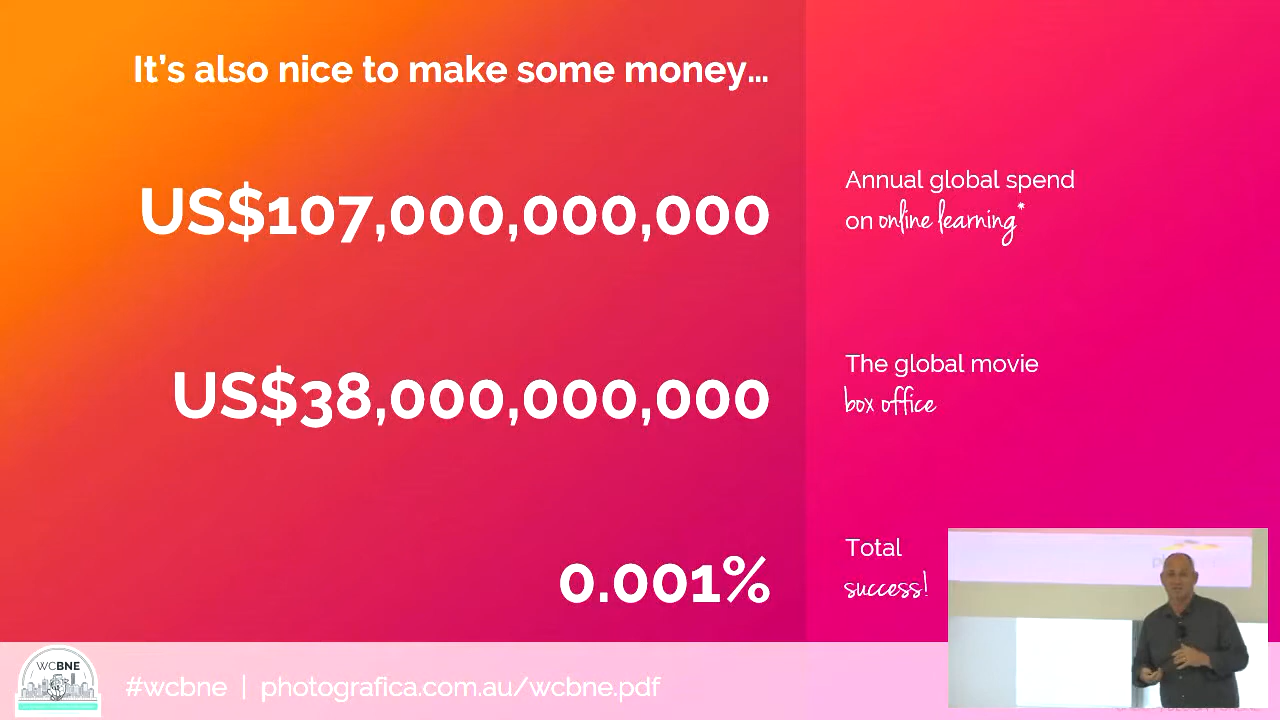 It's also nice to make some money...
US$107,000,000,000
Annual global spend
on online learning*
US$38,000,000,000
The global movie
box office
0.001%
Total
success!
WCBNE
#wcbne | photografica.com.au/wcbne.pdf